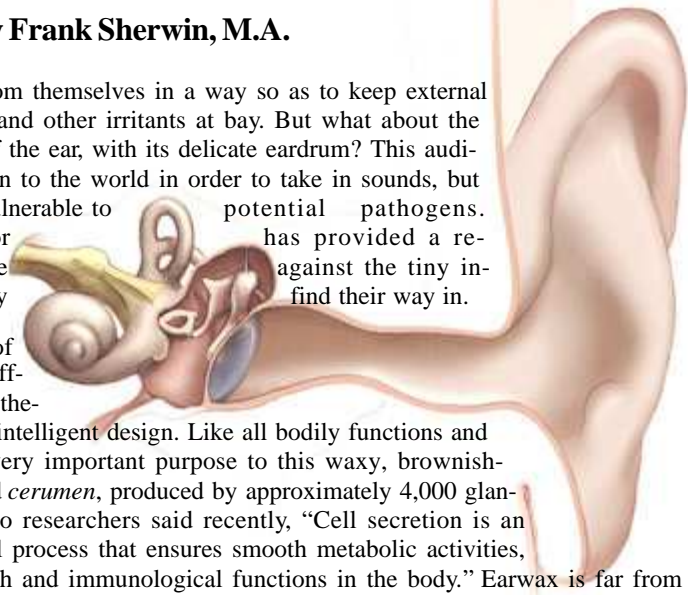 Frank Sherwin, M.A.
om themselves in a way so as to keep external
and other irritants at bay. But what about the
f the ear, with its delicate eardrum? This audi-
n to the world in order to take in sounds, but
lnerable to potential pathogens.
or has provided a re-
e against the tiny in-
y find their way in.
of
ff-
the-
intelligent design. Like all bodily functions and
very important purpose to this waxy, brownish-
d cerumen, produced by approximately 4,000 glan-
o researchers said recently, “Cell secretion is an
l process that ensures smooth metabolic activities,
h and immunological functions in the body.” Earwax is far from